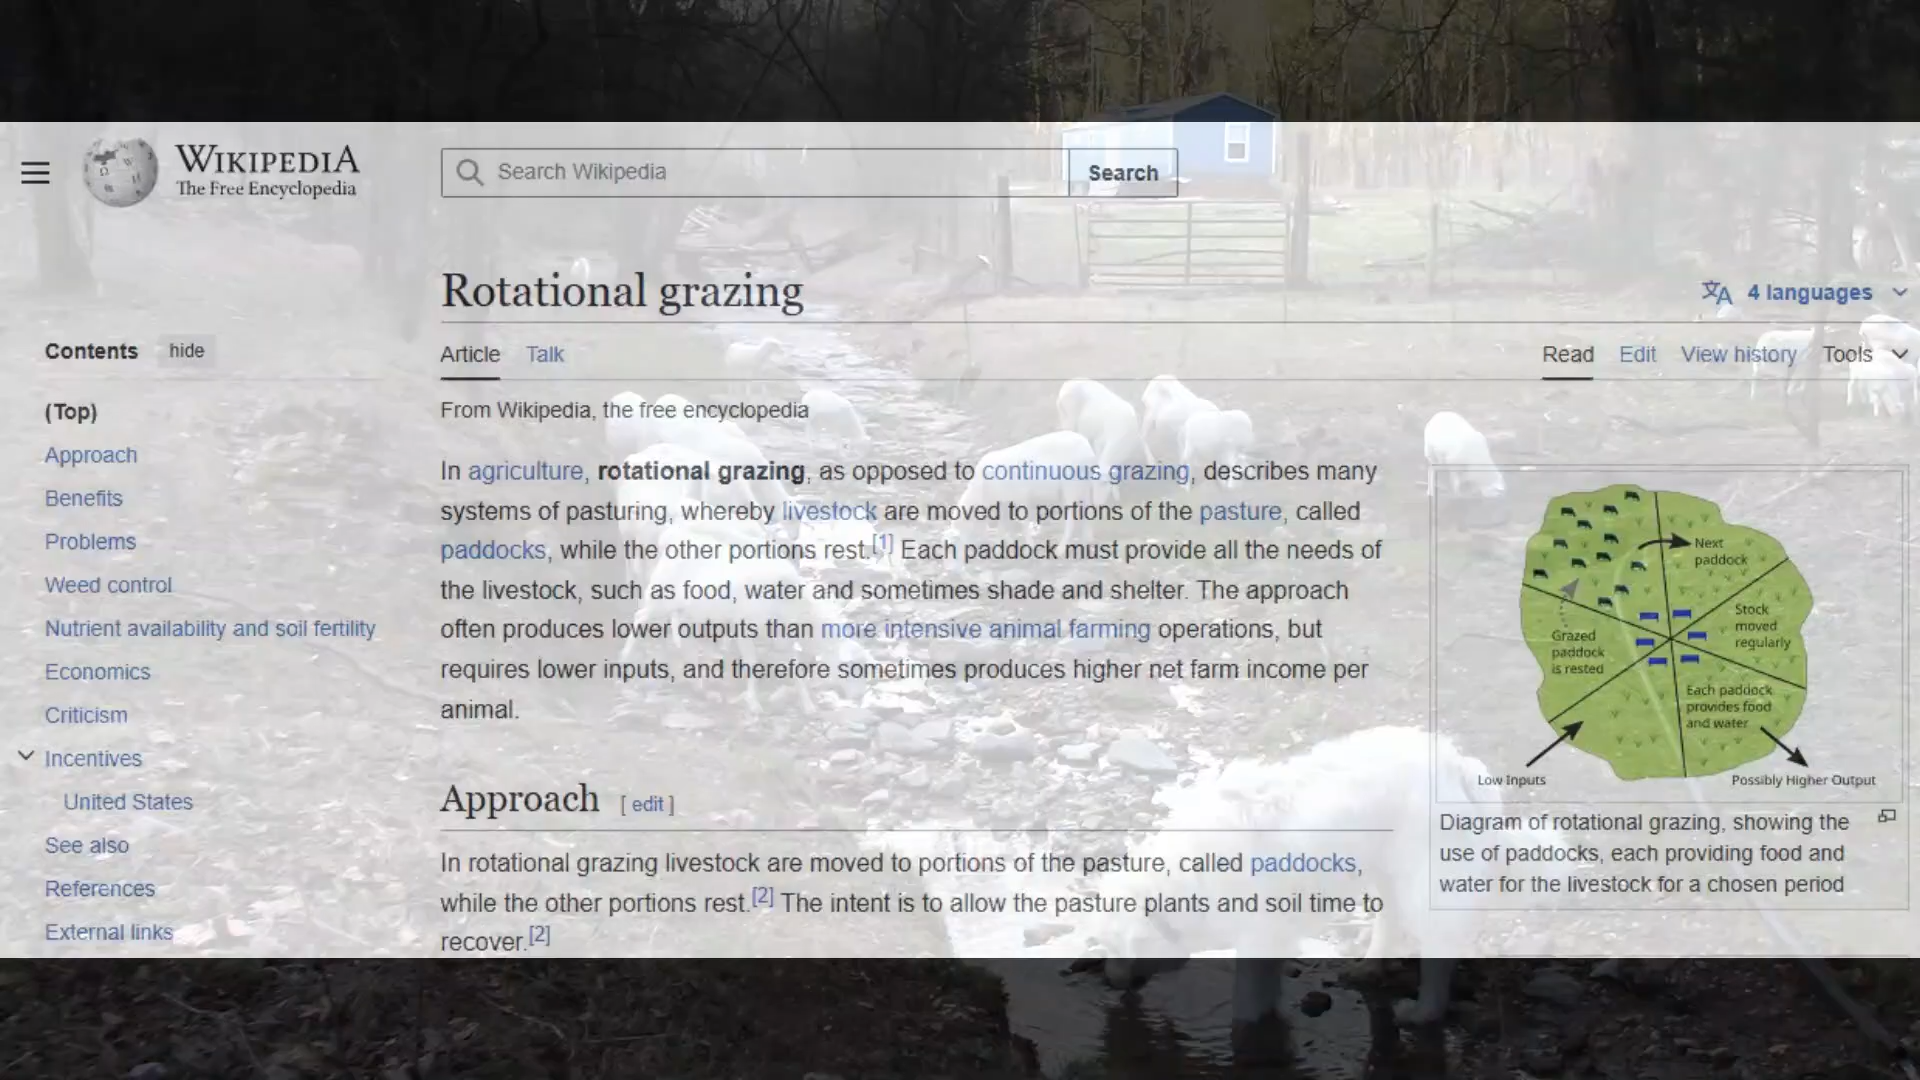 WIKIPEDIA
The Free Encyclopedia
Search Wikipedia
Search
Rotational grazing
4 languages
Contents hide
Article Talk
Read Edit View history Tools
(Top)
Approach
Benefits
Problems
Weed control
Nutrient availability and soil fertility
Economics
Criticism
Incentives
United States
See also
References
External links
From Wikipedia, the free encyclopedia
In agriculture, rotational grazing, as opposed to continuous grazing, describes many
systems of pasturing, whereby livestock are moved to portions of the pasture, called
paddocks, while the other portions rest.[1] Each paddock must provide all the needs of
the livestock, such as food, water and sometimes shade and shelter. The approach
often produces lower outputs than more intensive animal farming operations, but
requires lower inputs, and therefore sometimes produces higher net farm income per
animal.
Approach [ edit ]
In rotational grazing livestock are moved to portions of the pasture, called paddocks,
while the other portions rest.[2] The intent is to allow the pasture plants and soil time to
recover.[2]
Next
paddock
Stock
moved
regularly
Grazed
paddock
is rested
Each paddock
provides food
and water
Low Inputs
Possibly Higher Output
Diagram of rotational grazing, showing the
use of paddocks, each providing food and
water for the livestock for a chosen period